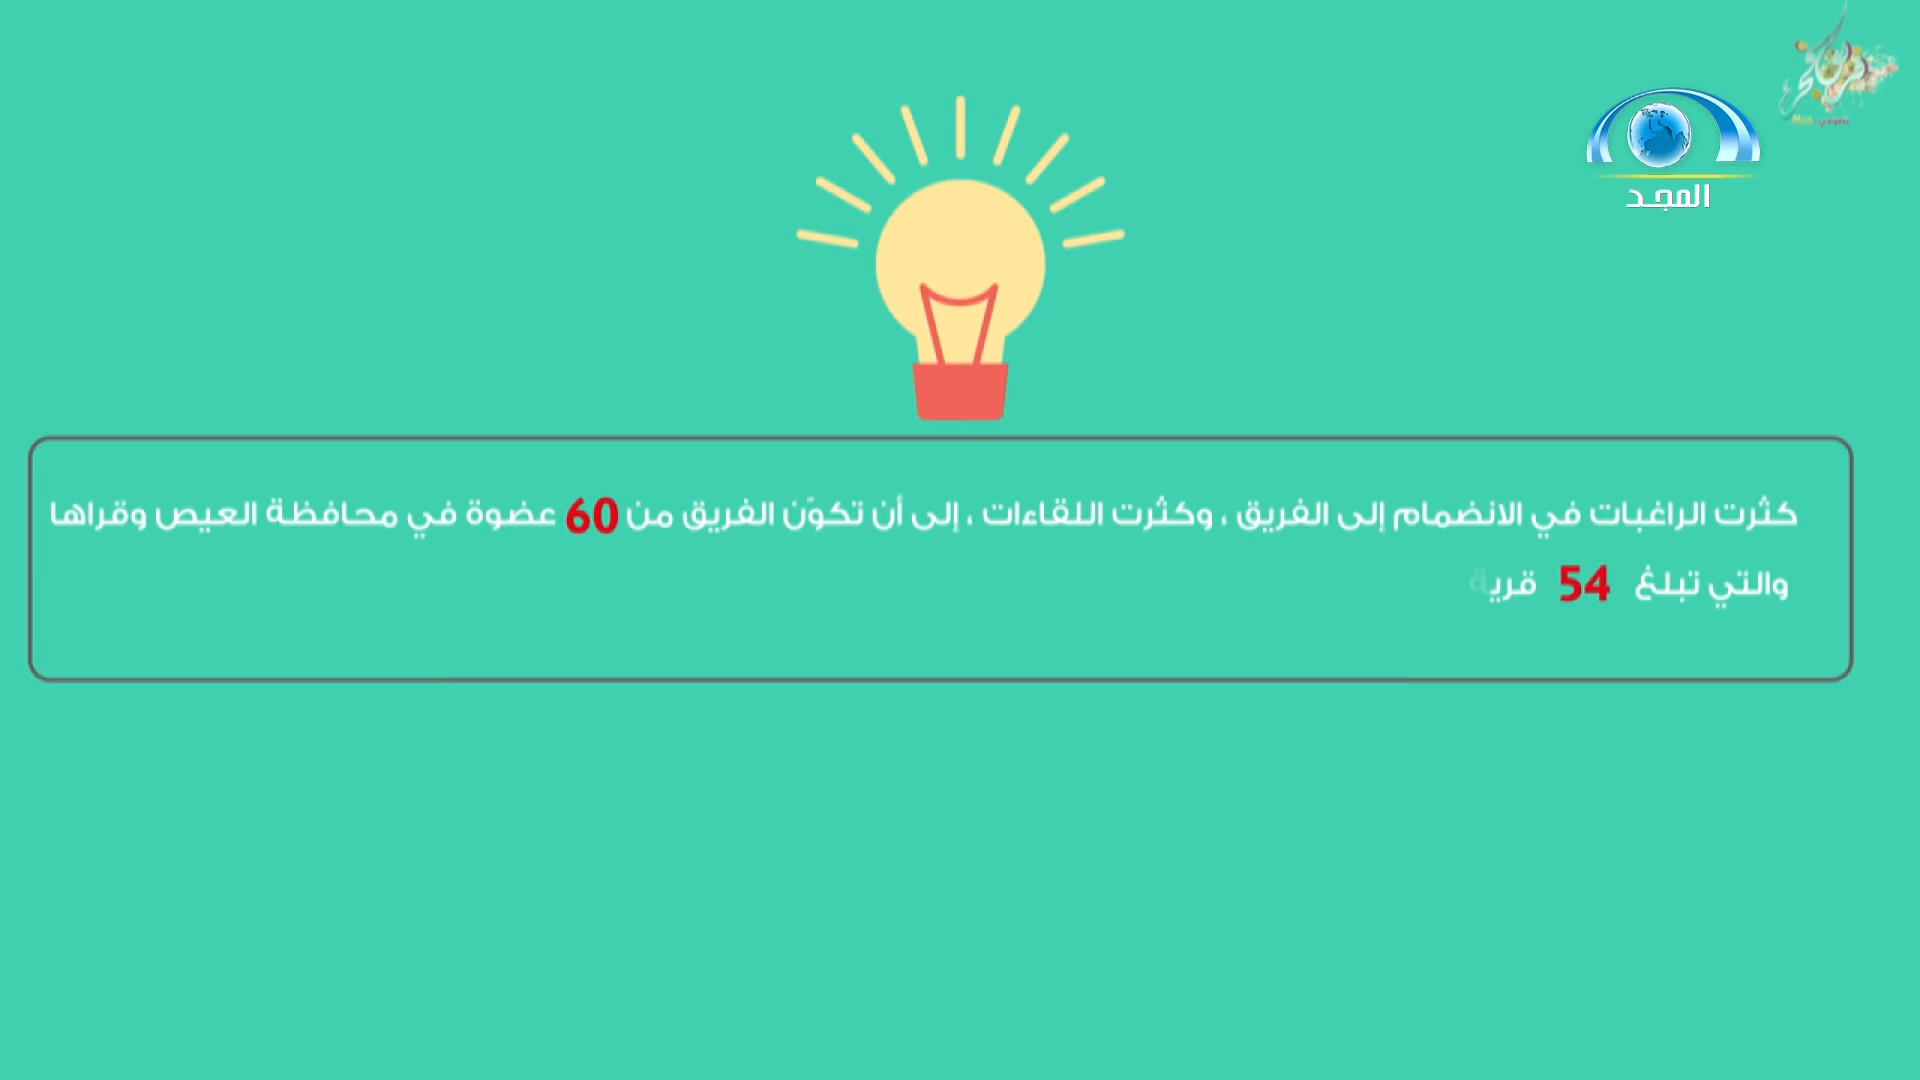 المجد
كثرت الراغبات في الانضمام إلى الفريق ، وكثرت اللقاءات ، إلى أن تكوّن الفريق من 60 عضوة في محافظة العيص وقراها
والتي تبلغ 54 قرية